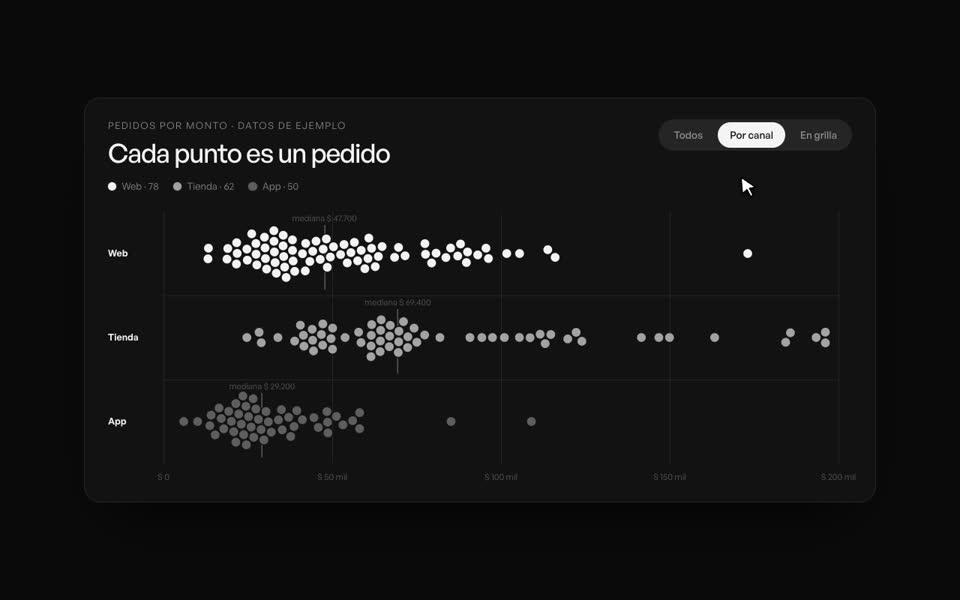 PEDIDOS POR MONTO · DATOS DE EJEMPLO
Cada punto es un pedido
Todos
Por canal
En grilla
Web · 78
Tienda · 62
App · 50
mediana $ 47.700
Web
mediana $ 69.400
Tienda
mediana $ 29.200
App
$ 0
$ 50 mil
$ 100 mil
$ 150 mil
$ 200 mil